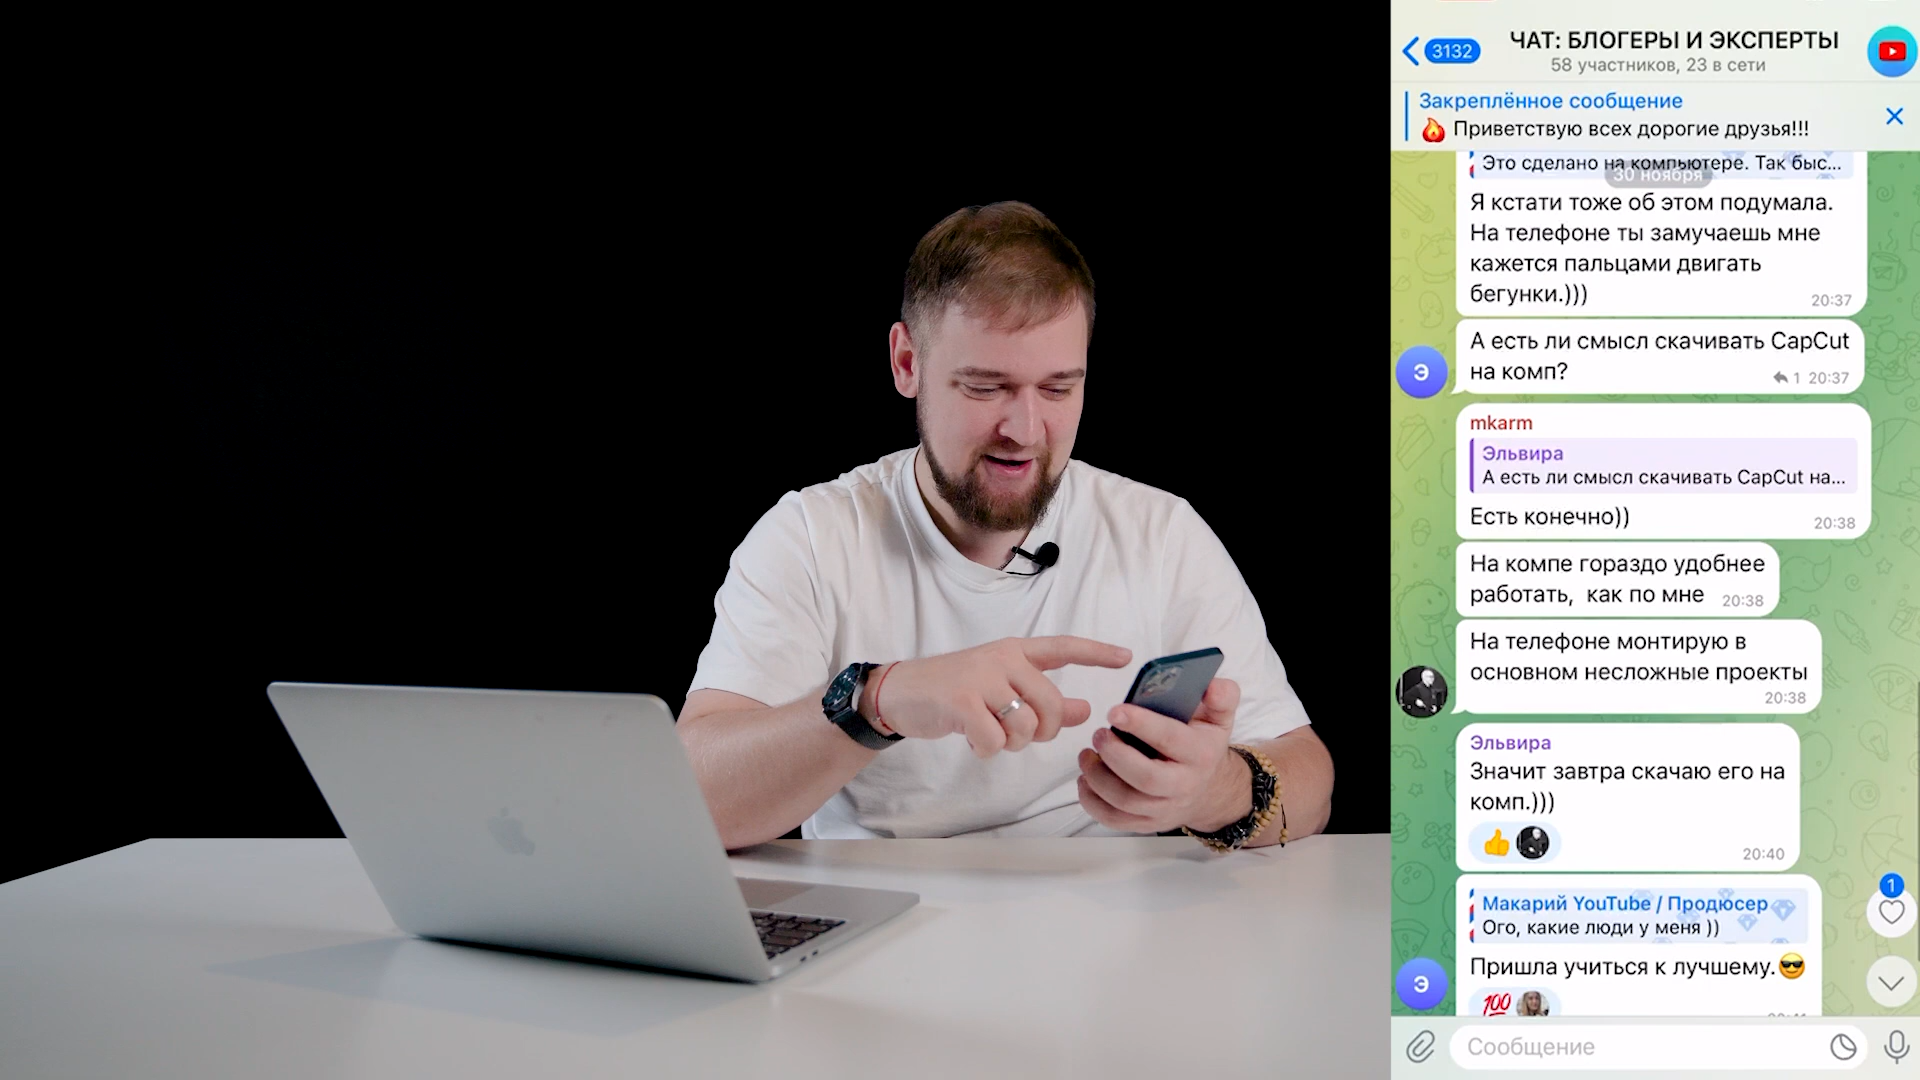 3132
ЧАТ: БЛОГЕРЫ И ЭКСПЕРТЫ
58 участников, 23 в сети
Закреплённое сообщение
🔥 Приветствую всех дорогие друзья!!!
Это сделано на компьютере. Так быс...
30 ноября
Я кстати тоже об этом подумала.
На телефоне ты замучаешь мне
кажется пальцами двигать
бегунки.)))
20:37
А есть ли смысл скачивать CapCut
на комп?
1 20:37
Э
mkarm
Эльвира
А есть ли смысл скачивать CapCut на...
Есть конечно))
20:38
На компе гораздо удобнее
работать, как по мне
20:38
На телефоне монтирую в
основном несложные проекты
20:38
Эльвира
Значит завтра скачаю его на
комп.)))
👍
20:40
1
Макарий YouTube / Продюсер
Ого, какие люди у меня ))
Пришла учиться к лучшему.😎
Э
💯
Сообщение